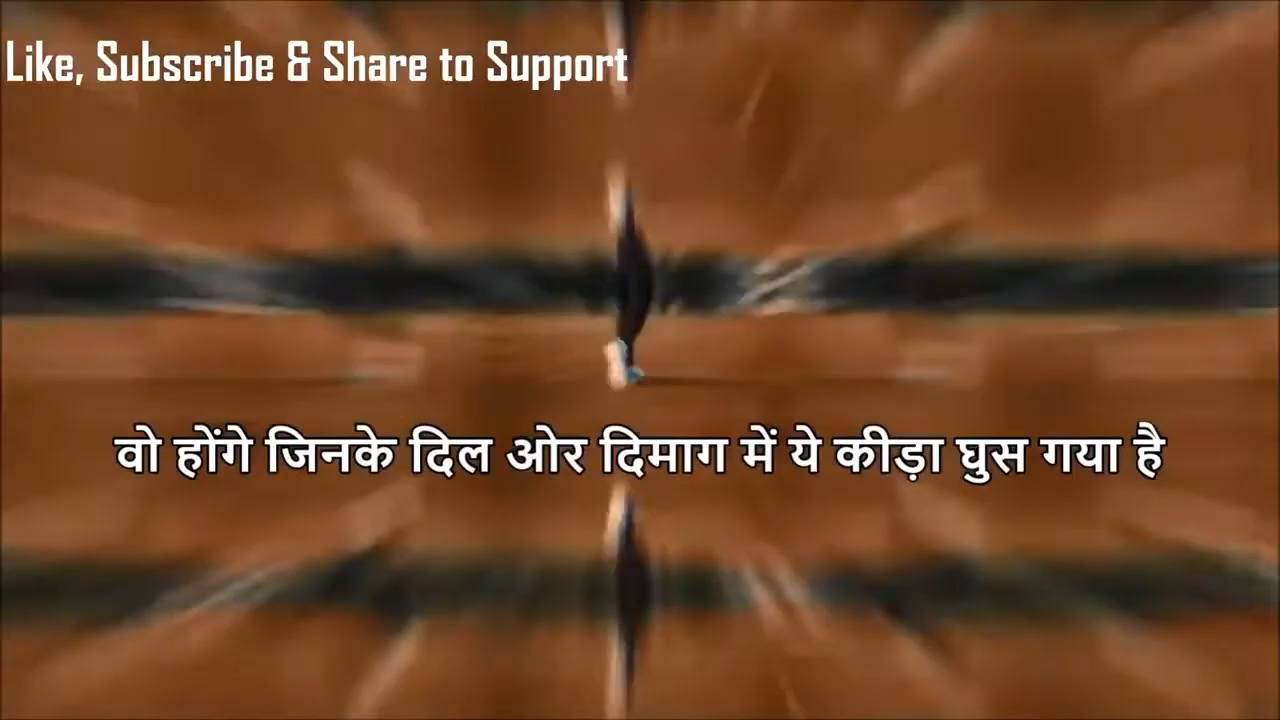 Like, Subscribe & Share to Support
वो होंगे जिनके दिल ओर दिमाग में ये कीड़ा घुस गया है